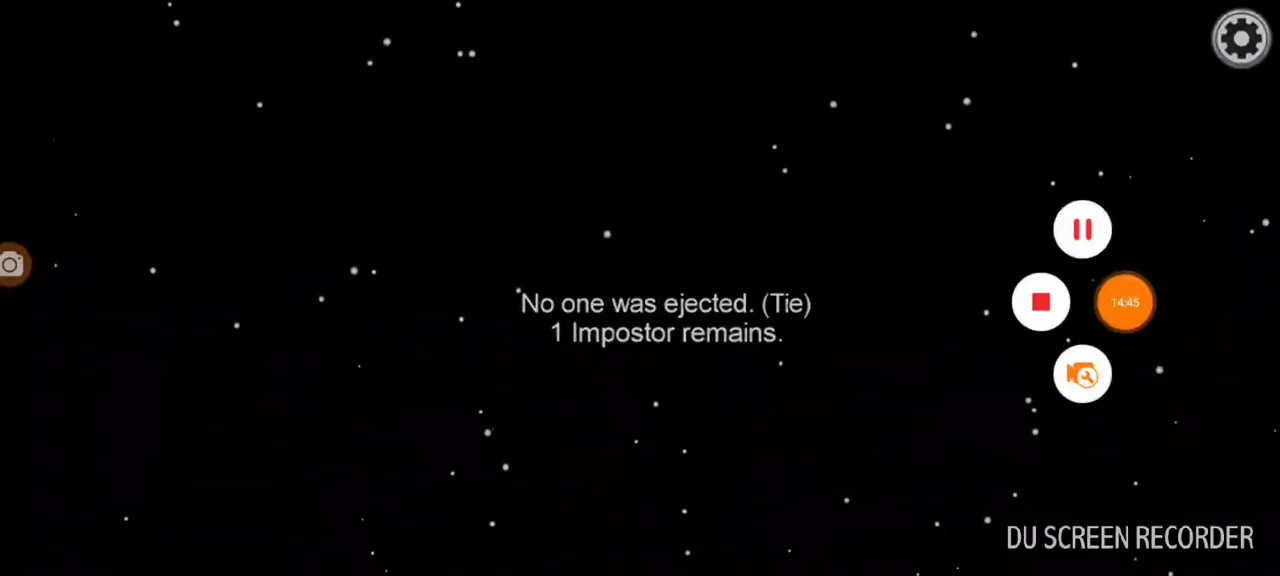 No one was ejected. (Tie)
1 Impostor remains.
14:45
DU SCREEN RECORDER